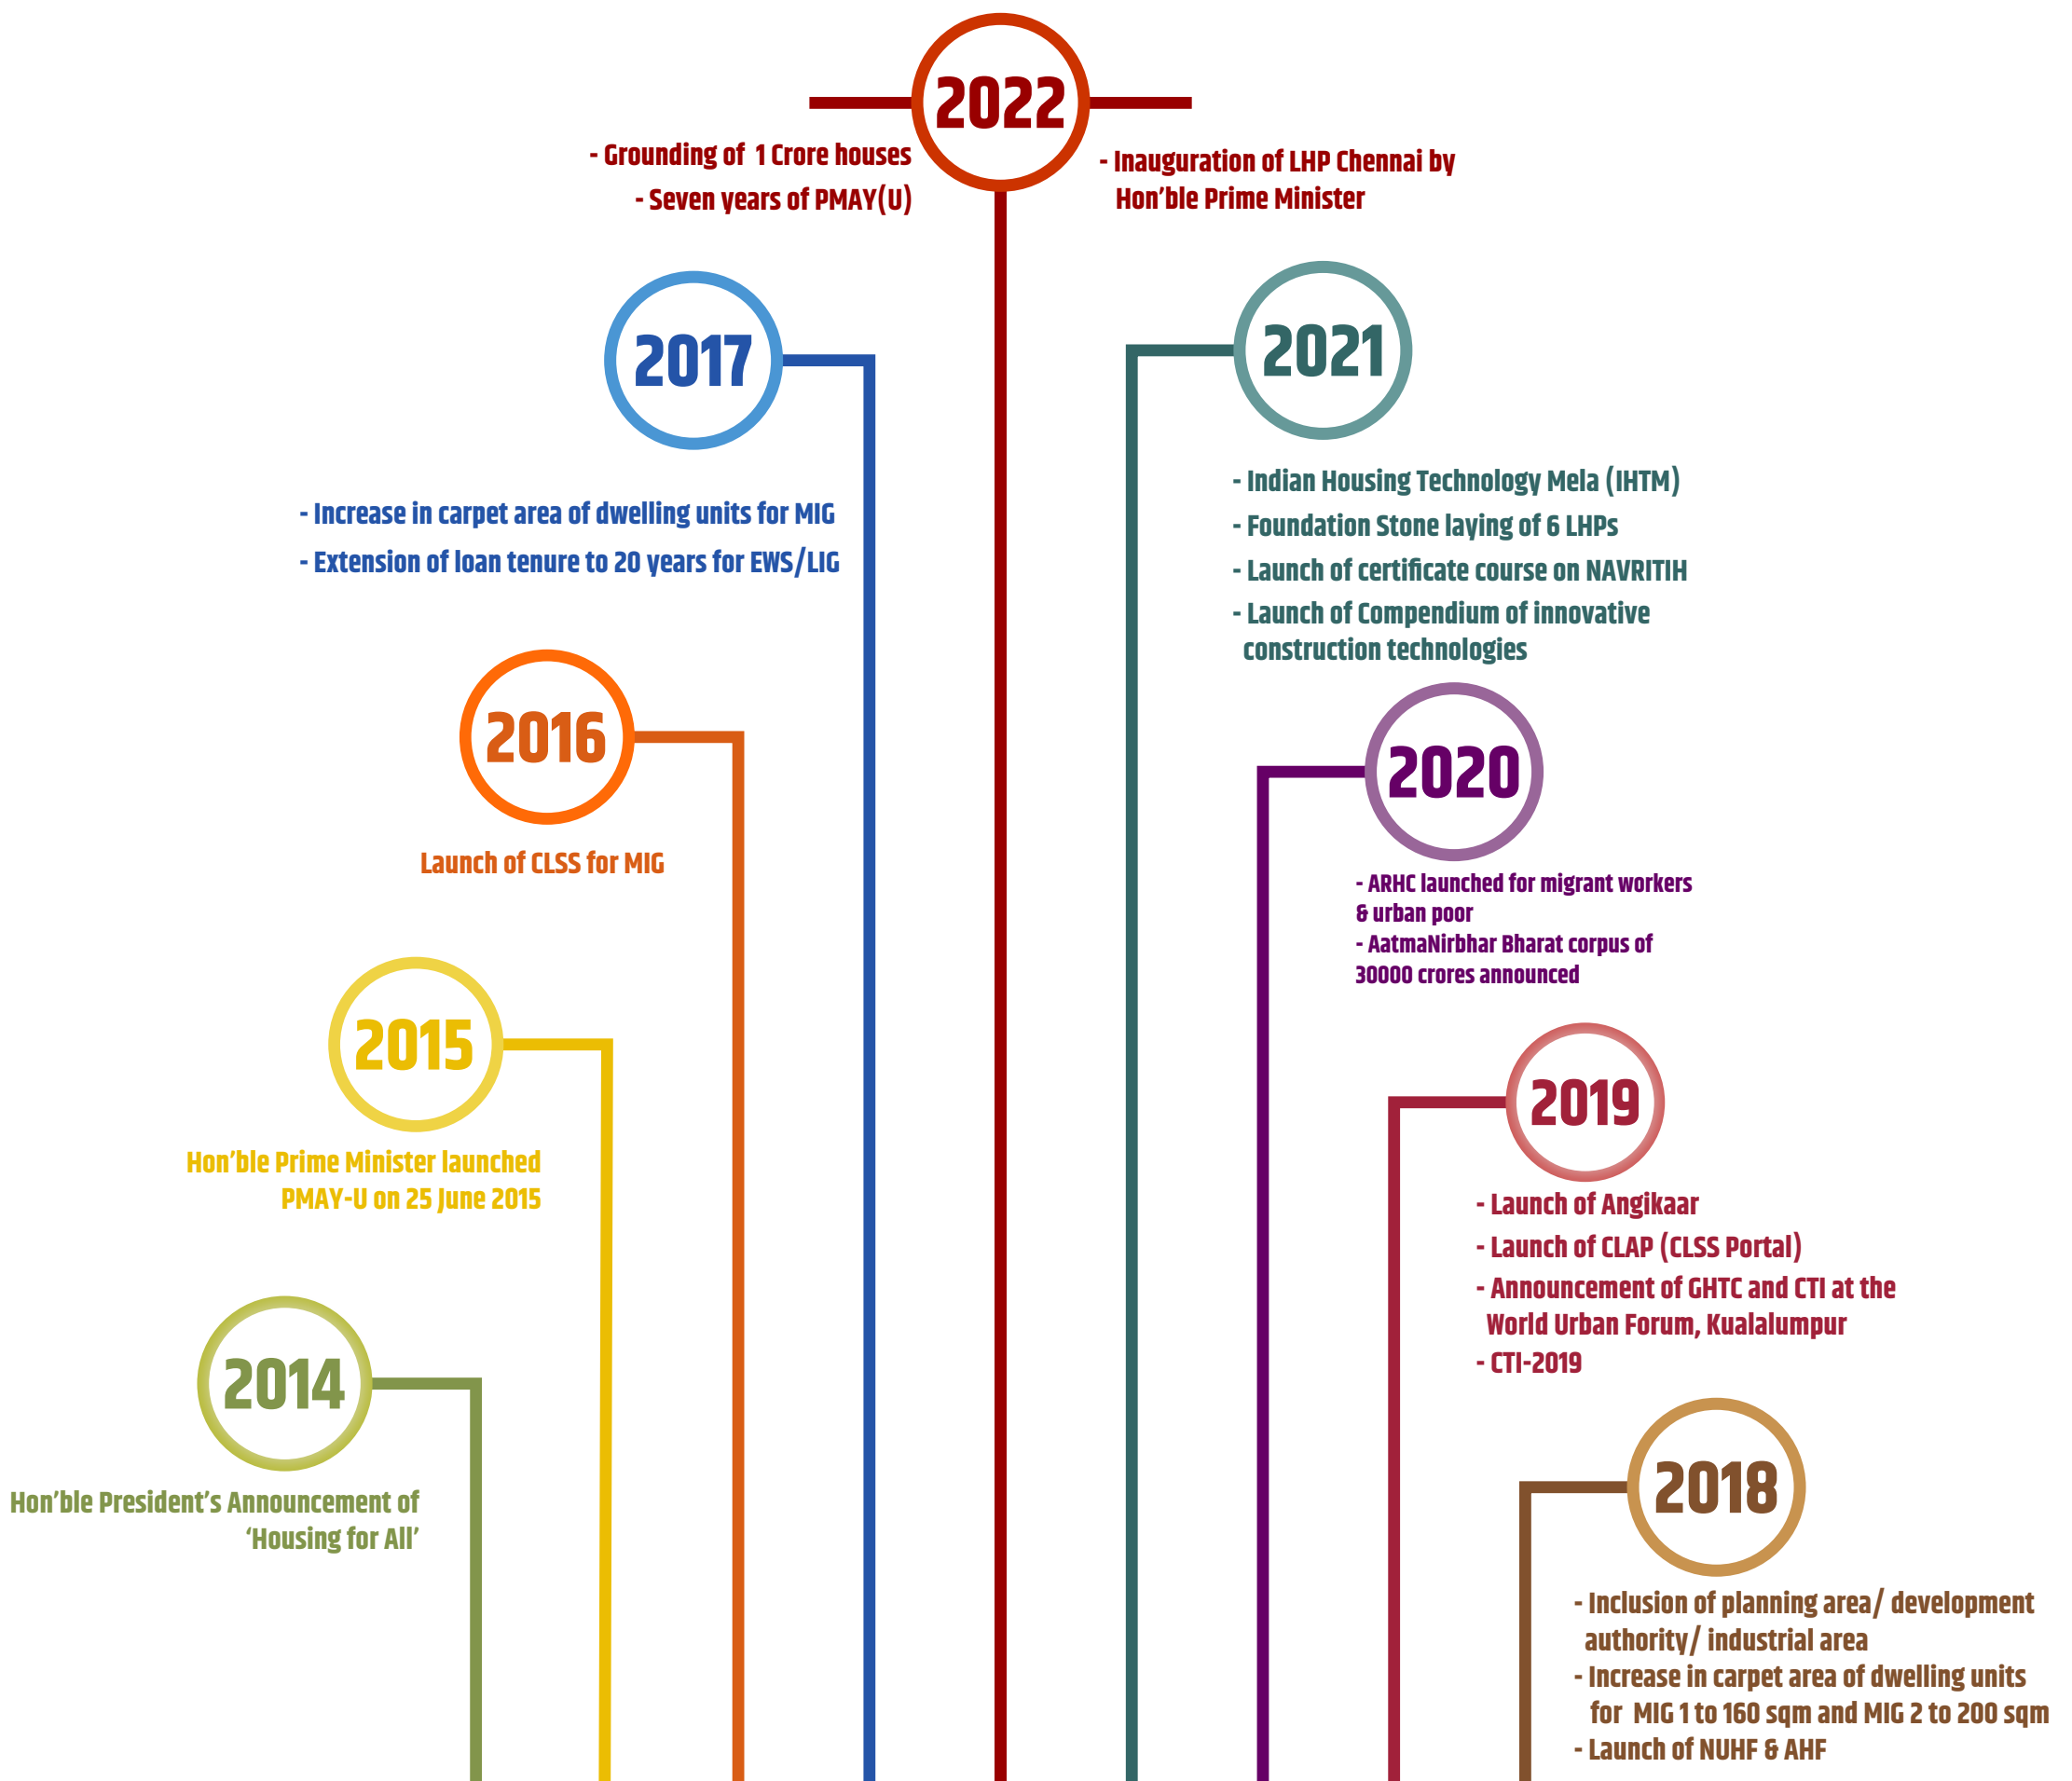 2022
- Grounding of 1 Crore houses
- Seven years of PMAY(U)
- Inauguration of LHP Chennai by
Hon'ble Prime Minister
2017
- Increase in carpet area of dwelling units for MIG
- Extension of loan tenure to 20 years for EWS/LIG
2021
- Indian Housing Technology Mela (IHTM)
- Foundation Stone laying of 6 LHPs
- Launch of certificate course on NAVRITIH
- Launch of Compendium of innovative
construction technologies
2016
Launch of CLSS for MIG
2020
- ARHC launched for migrant workers
& urban poor
- AatmaNirbhar Bharat corpus of
30000 crores announced
2015
Hon'ble Prime Minister launched
PMAY-U on 25 June 2015
2019
- Launch of Angikaar
- Launch of CLAP (CLSS Portal)
- Announcement of GHTC and CTI at the
World Urban Forum, Kualalumpur
- CTI-2019
2014
Hon'ble President's Announcement of
'Housing for All'
2018
- Inclusion of planning area/ development
authority/ industrial area
- Increase in carpet area of dwelling units
for MIG 1 to 160 sqm and MIG 2 to 200 sqm
- Launch of NUHF & AHF